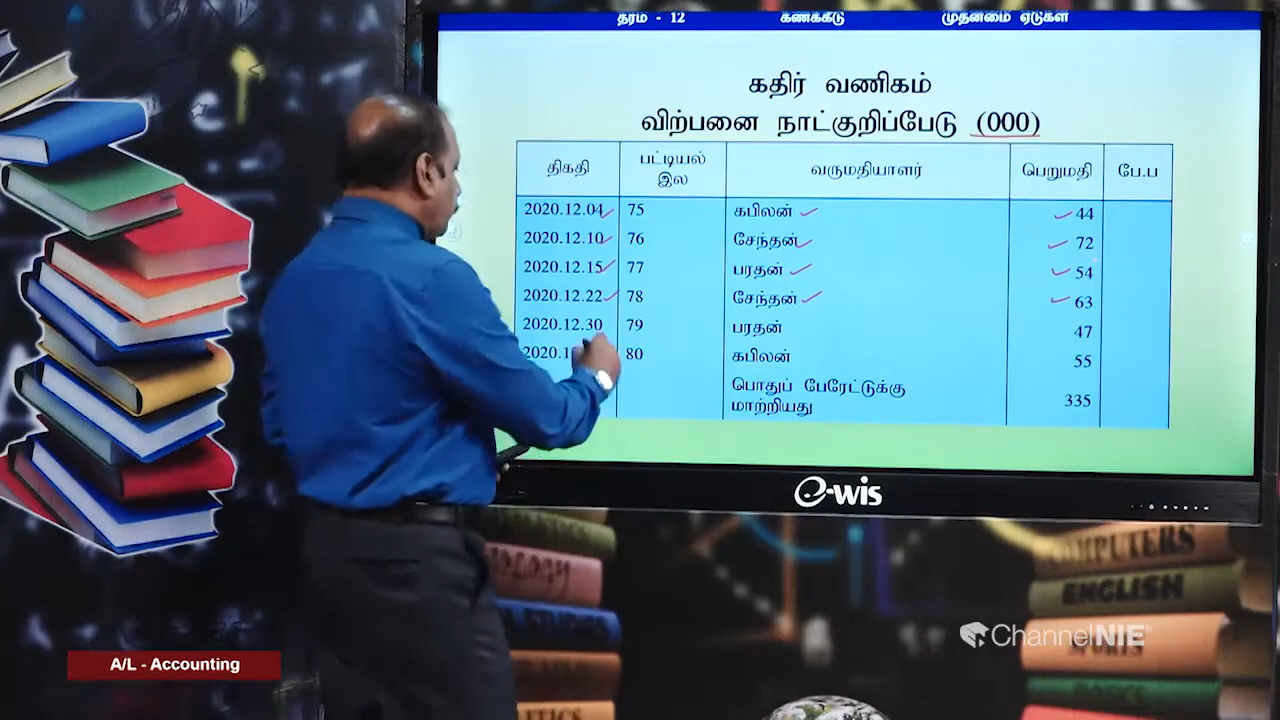 தரம் - 12 கணக்கீடு முதன்மை ஏடுகள்
கதிர் வணிகம்
விற்பனை நாட்குறிப்பேடு (000)
திகதி பட்டியல் இல வருமதியாளர் பெறுமதி பே.ப
2020.12.04 75 கபிலன் 44
2020.12.10 76 சேந்தன் 72
2020.12.15 77 பரதன் 54
2020.12.22 78 சேந்தன் 63
2020.12.30 79 பரதன் 47
2020.1 80 கபிலன் 55
பொதுப் பேரேட்டுக்கு
மாற்றியது 335
e-wis
COMPUTERS
ENGLISH
ChannelNIE
A/L - Accounting